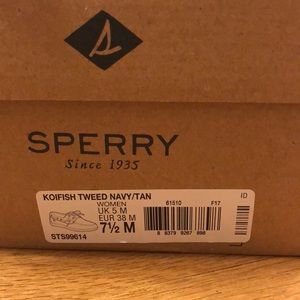 S
SPERRY
Since 1935
KOIFISH TWEED NAVY/TAN
WOMEN
UK 5 M
EUR 38 M
7½ M
STS99614
61510
F17
ID